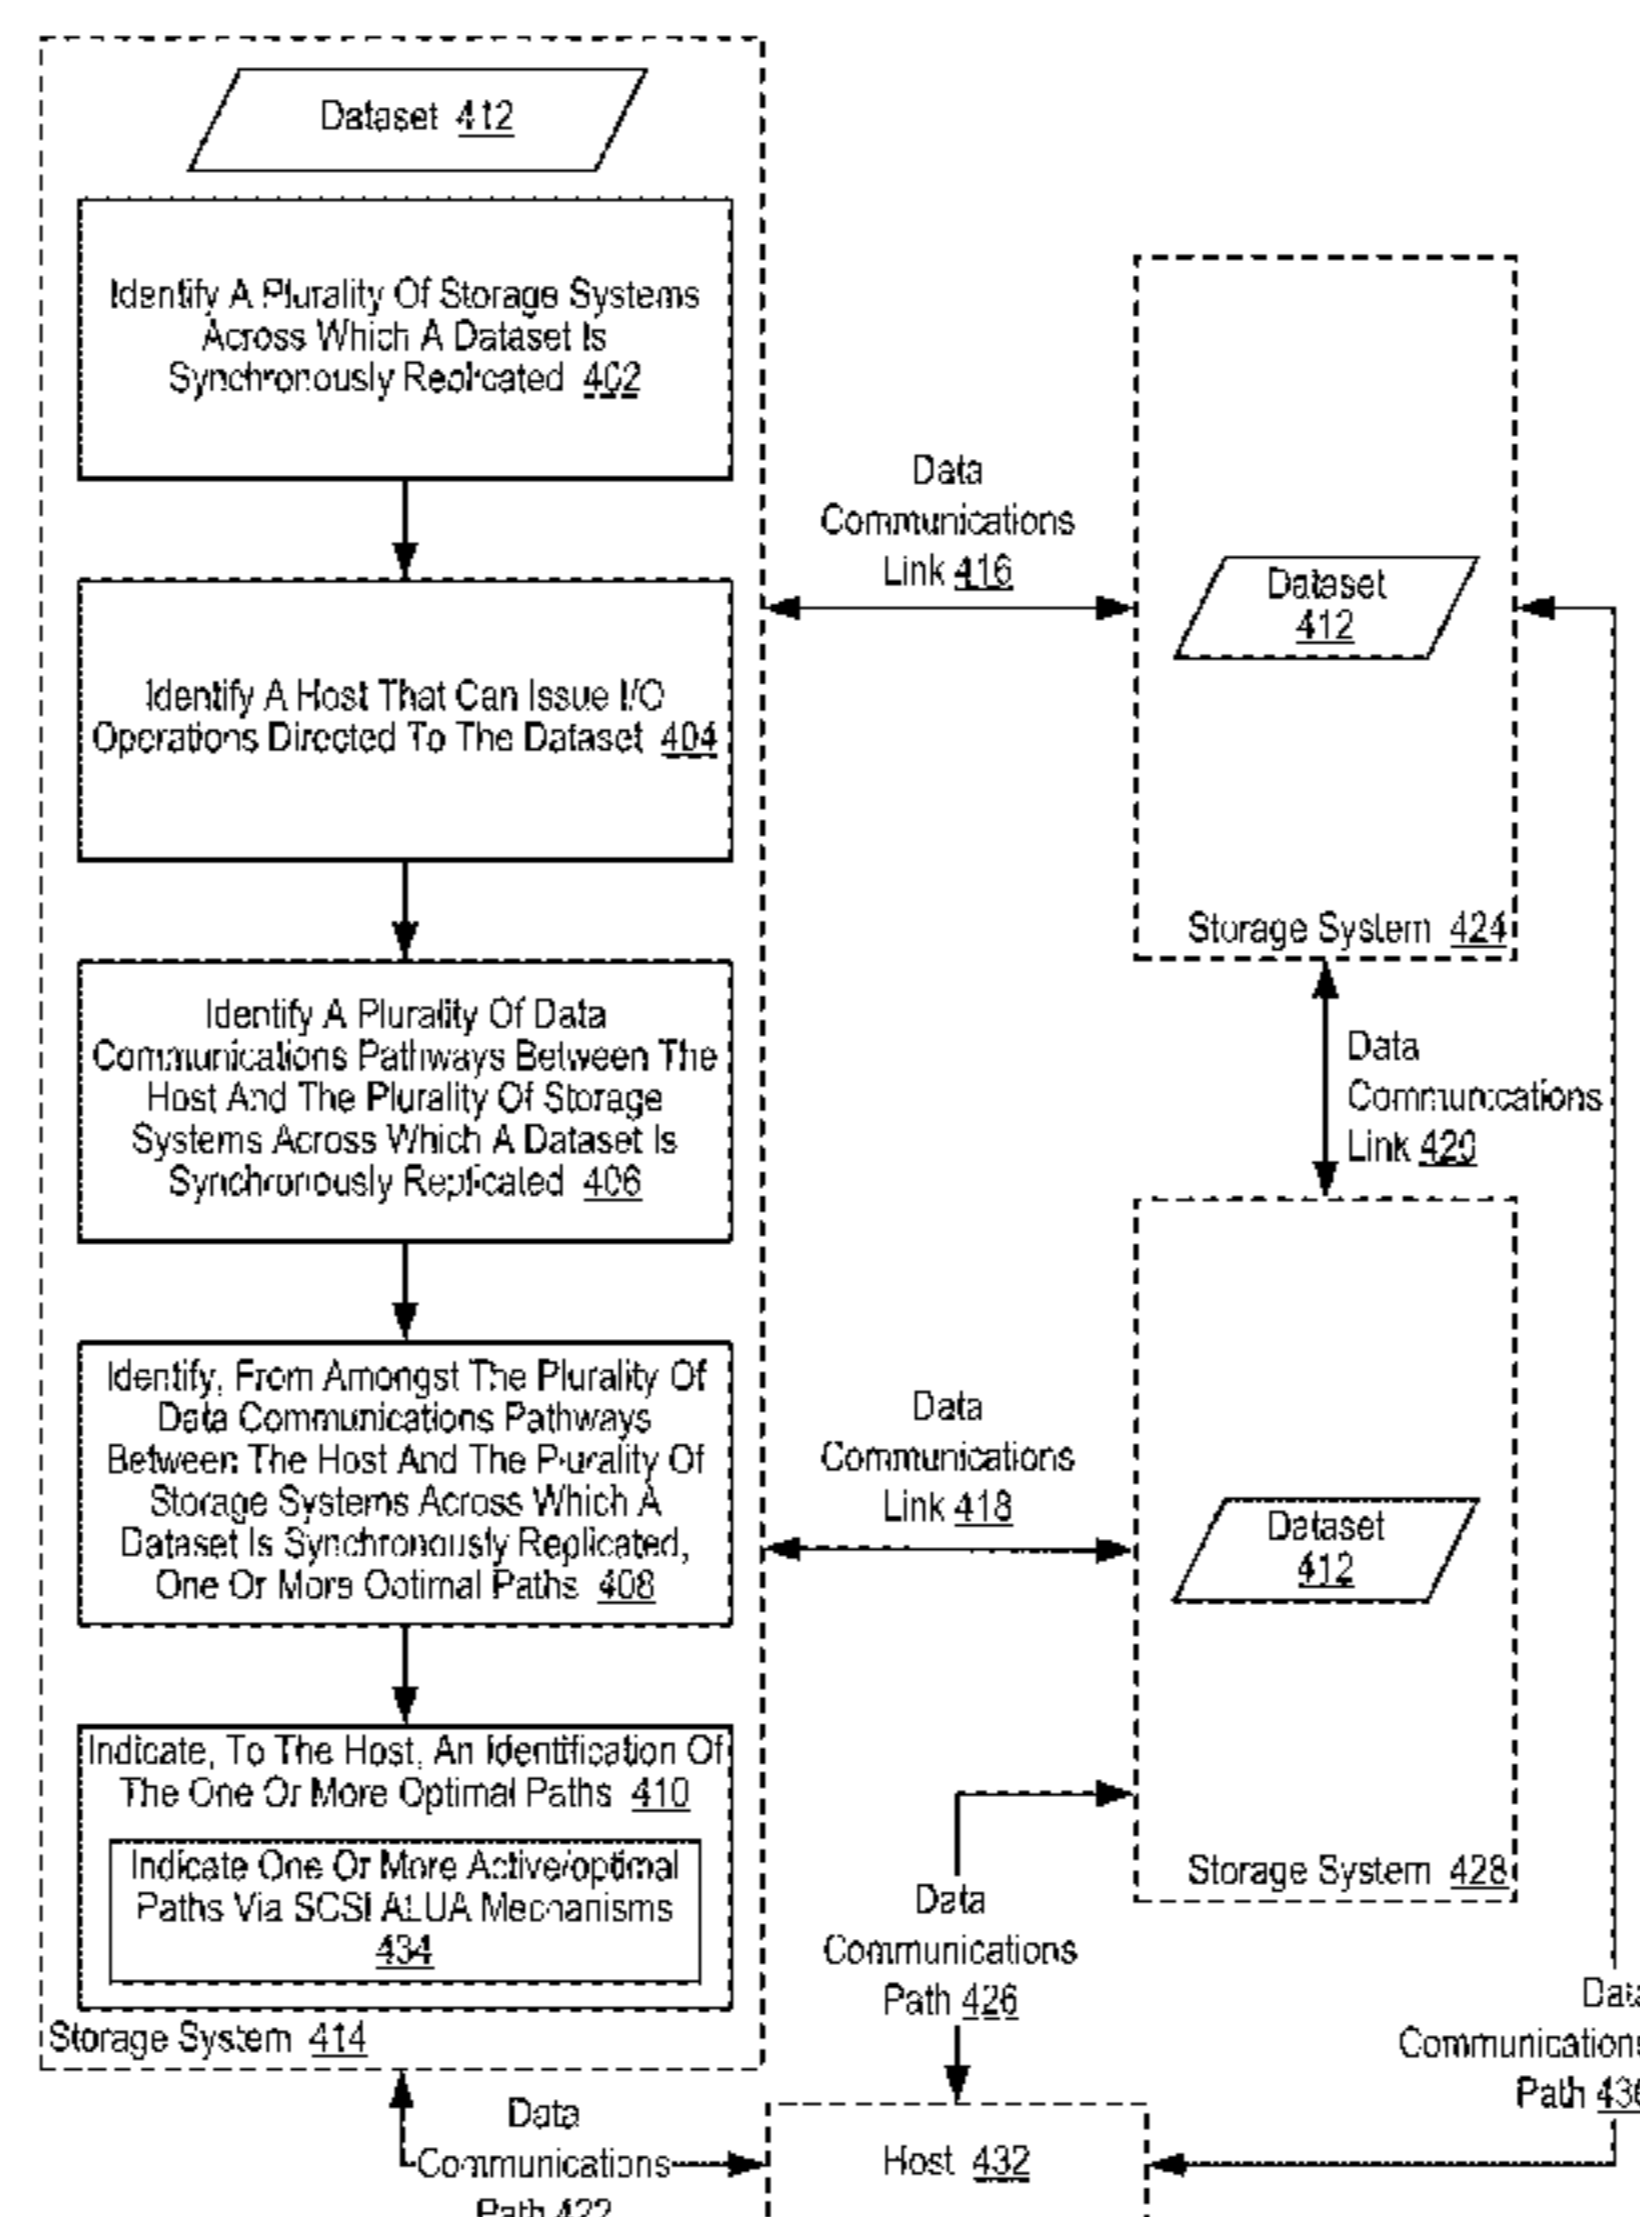 Dataset 412
Identify A Plurality Of Storage Systems
Across Which A Dataset Is
Synchronously Replicated 402
Identify A Host That Can Issue I/O
Operations Directed To The Dataset 404
Identify A Plurality Of Data
Communications Pathways Between The
Host And The Plurality Of Storage
Systems Across Which A Dataset Is
Synchronously Replicated 406
Identify, From Amongst The Plurality Of
Data Communications Pathways
Between The Host And The Plurality Of
Storage Systems Across Which A
Dataset Is Synchronously Replicated,
One Or More Optimal Paths 408
Indicate, To The Host, An Identification Of
The One Or More Optimal Paths 410
Indicate One Or More Active/optimal
Paths Via SCSI ALUA Mechanisms
434
Storage System 414
Data
Communications
Link 416
Dataset
412
Storage System 424
Data
Communications
Link 420
Data
Communications
Link 418
Dataset
412
Storage System 428
Data
Communications
Path 426
Data
Communications
Path
Data
Communications
Path 422
Host 432